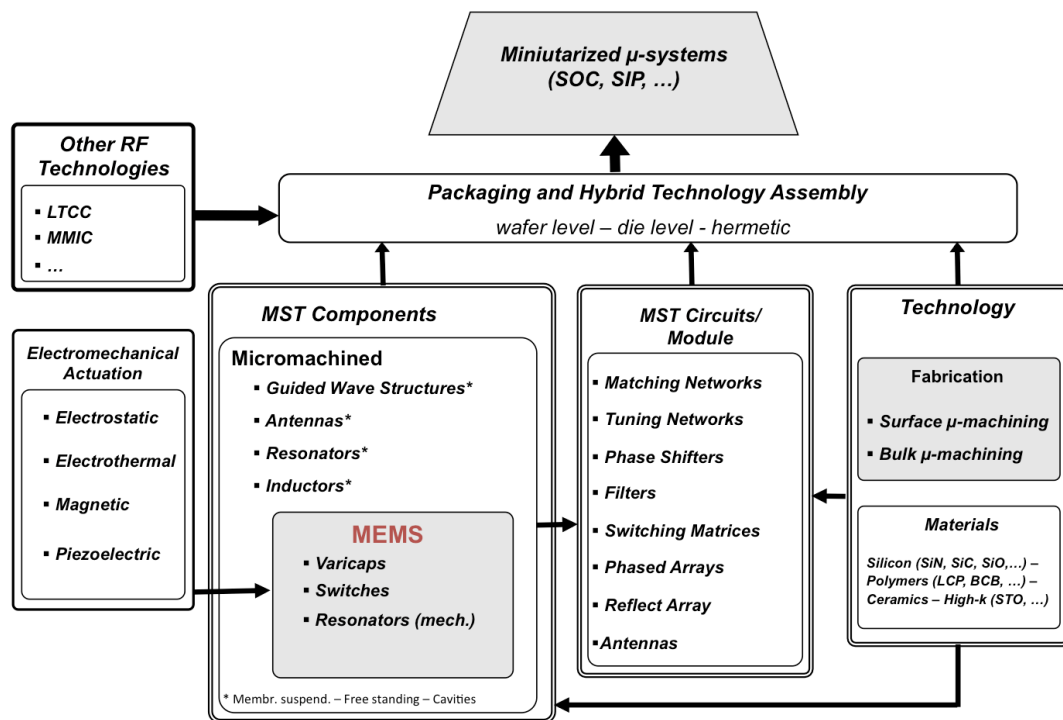 Miniutarized µ-systems
(SOC, SIP, …)
Other RF
Technologies
▪ LTCC
▪ MMIC
▪ …
Packaging and Hybrid Technology Assembly
wafer level – die level - hermetic
Electromechanical
Actuation
▪ Electrostatic
▪ Electrothermal
▪ Magnetic
▪ Piezoelectric
MST Components
Micromachined
▪ Guided Wave Structures*
▪ Antennas*
▪ Resonators*
▪ Inductors*
MEMS
▪ Varicaps
▪ Switches
▪ Resonators (mech.)
* Membr. suspend. – Free standing – Cavities
MST Circuits/
Module
▪ Matching Networks
▪ Tuning Networks
▪ Phase Shifters
▪ Filters
▪ Switching Matrices
▪ Phased Arrays
▪ Reflect Array
▪ Antennas
Technology
Fabrication
▪ Surface µ-machining
▪ Bulk µ-machining
Materials
Silicon (SiN, SiC, SiO,…) –
Polymers (LCP, BCB, …) –
Ceramics – High-k (STO, …)